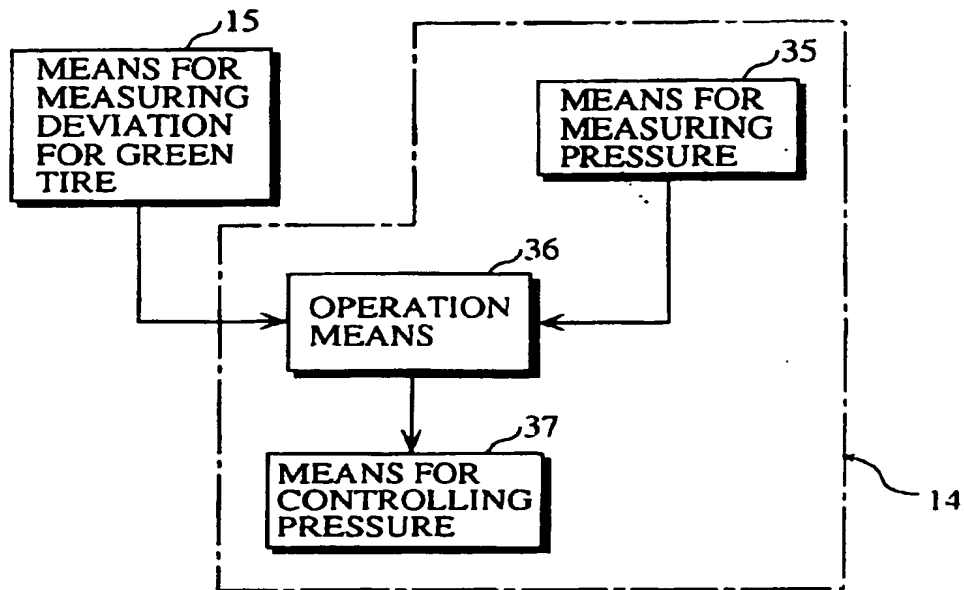 15
MEANS FOR
MEASURING
DEVIATION
FOR GREEN
TIRE
35
MEANS FOR
MEASURING
PRESSURE
36
OPERATION
MEANS
37
MEANS FOR
CONTROLLING
PRESSURE
14